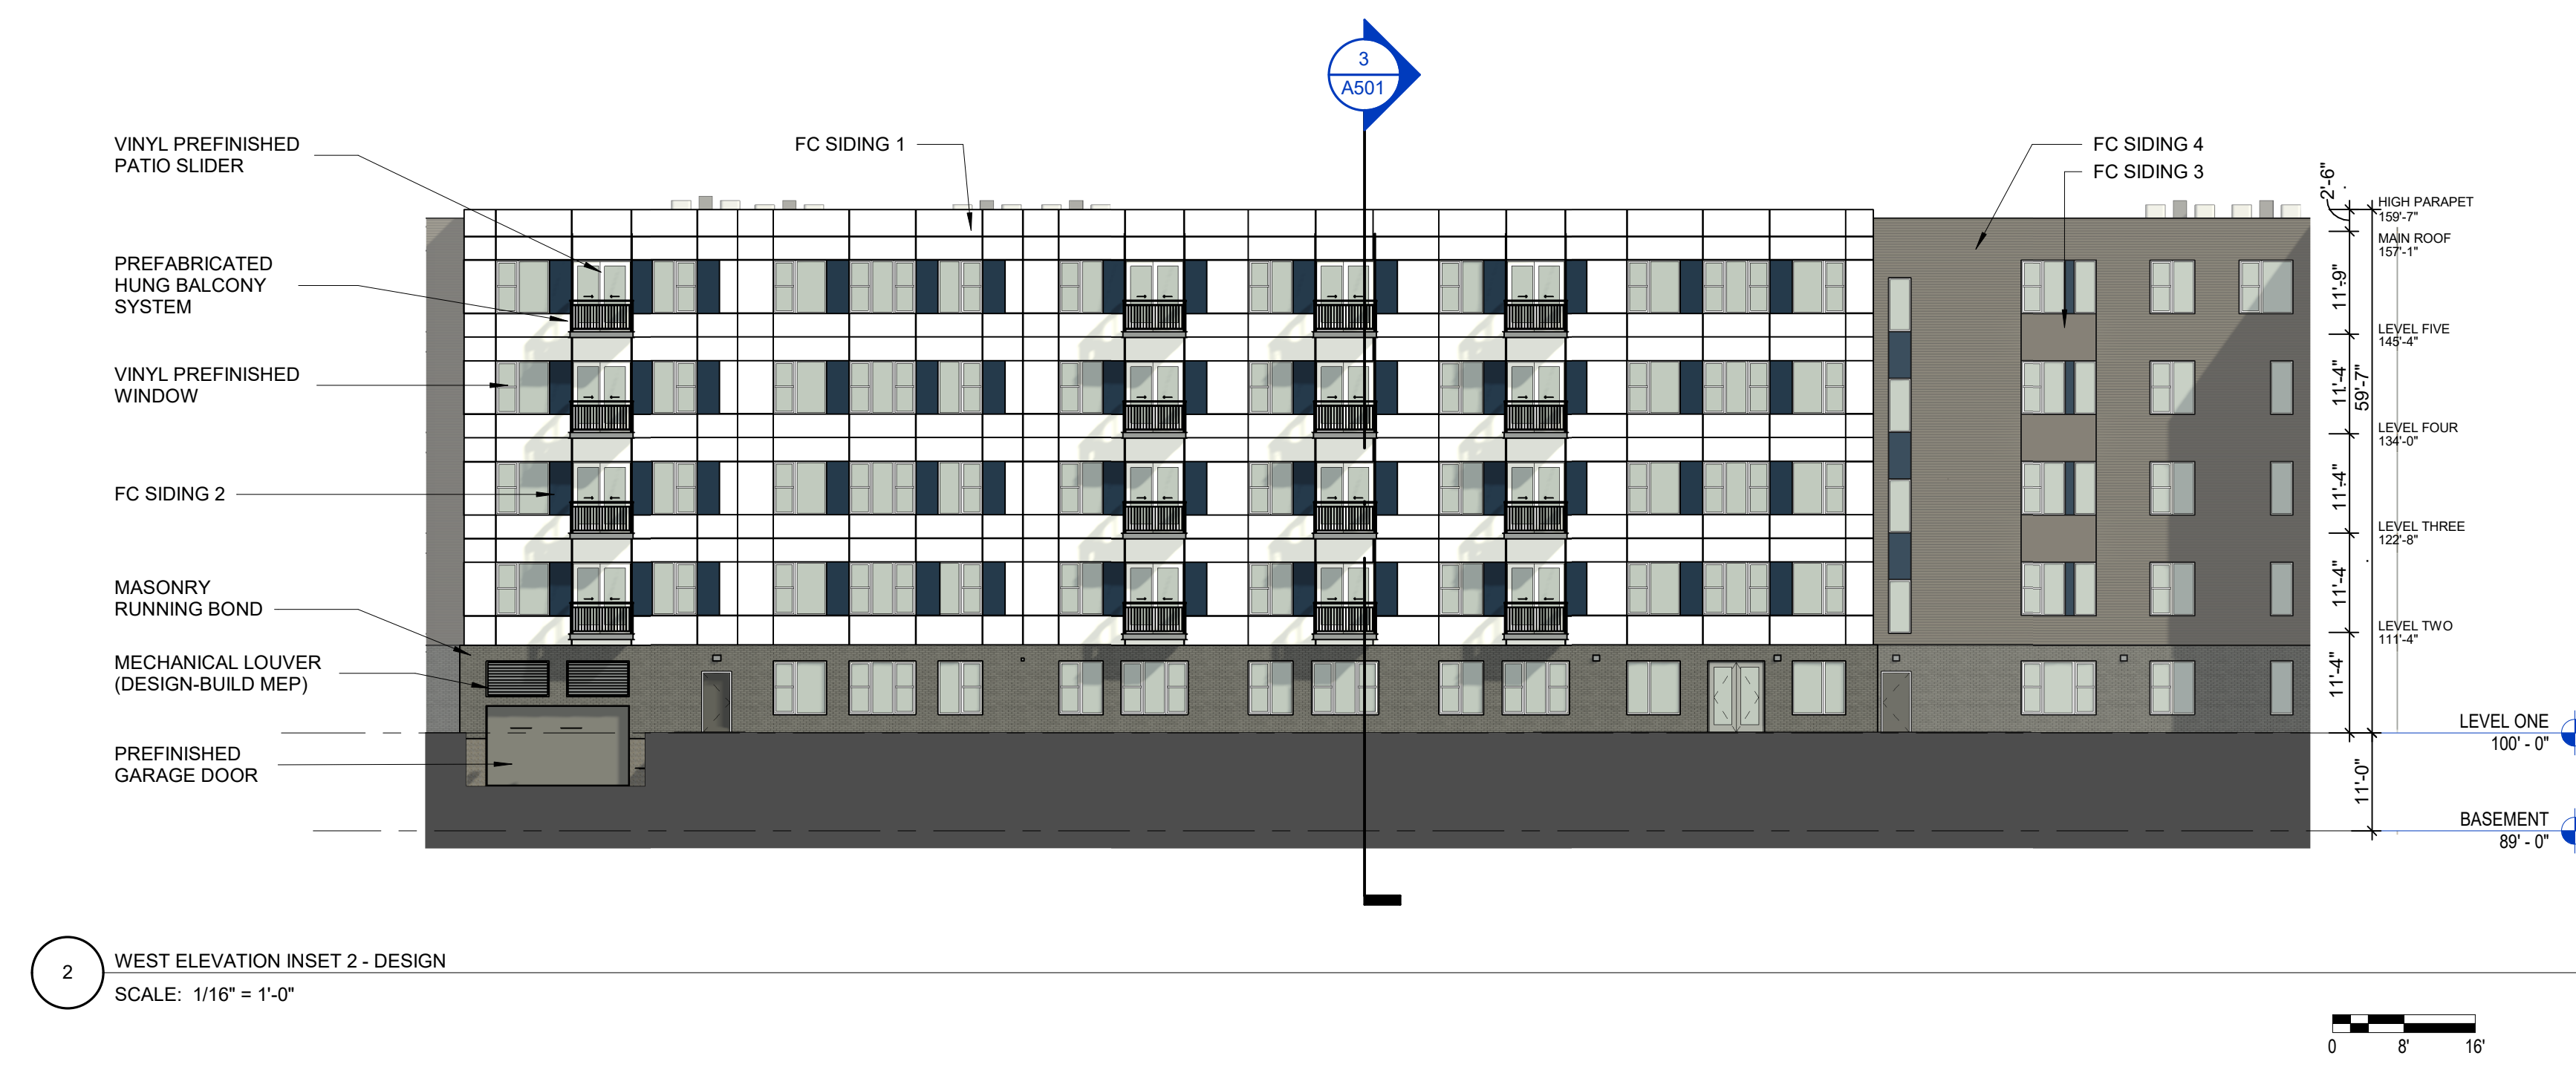 3
A501
VINYL PREFINISHED
PATIO SLIDER
FC SIDING 1
FC SIDING 4
FC SIDING 3
PREFABRICATED
HUNG BALCONY
SYSTEM
VINYL PREFINISHED
WINDOW
FC SIDING 2
MASONRY
RUNNING BOND
MECHANICAL LOUVER
(DESIGN-BUILD MEP)
PREFINISHED
GARAGE DOOR
2'-6"
11'-9"
11'-4"
59'-7"
11'-4"
11'-4"
11'-4"
11'-0"
HIGH PARAPET
159'-7"
MAIN ROOF
157'-1"
LEVEL FIVE
145'-4"
LEVEL FOUR
134'-0"
LEVEL THREE
122'-8"
LEVEL TWO
111'-4"
LEVEL ONE
100' - 0"
BASEMENT
89' - 0"
2
WEST ELEVATION INSET 2 - DESIGN
SCALE: 1/16" = 1'-0"
0 8' 16'